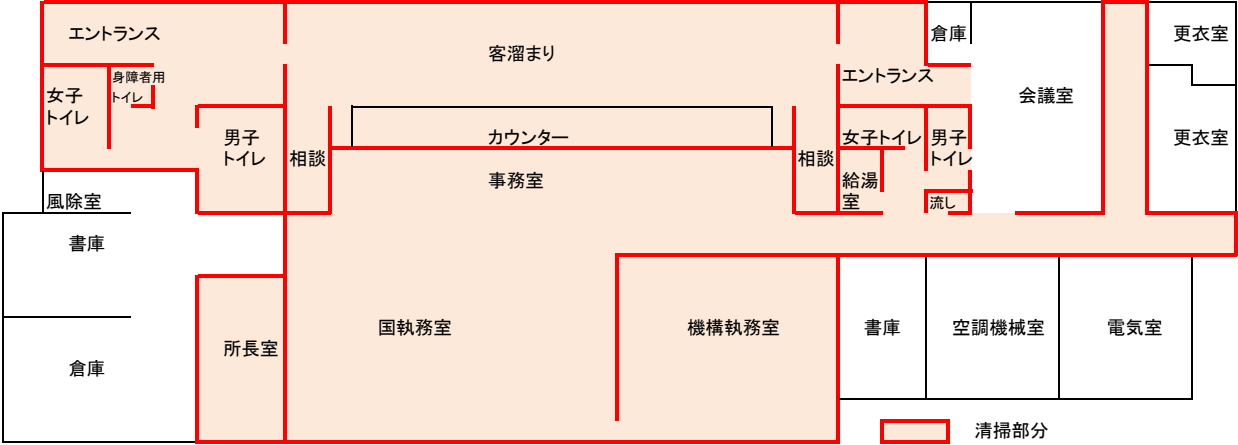 エントランス
客溜まり
倉庫
更衣室
身障者用
トイレ
エントランス
女子
トイレ
会議室
男子
トイレ
相談
カウンター
相談
女子トイレ
男子
トイレ
更衣室
事務室
給湯
室
流し
風除室
書庫
国執務室
機構執務室
書庫
空調機械室
電気室
所長室
倉庫
清掃部分